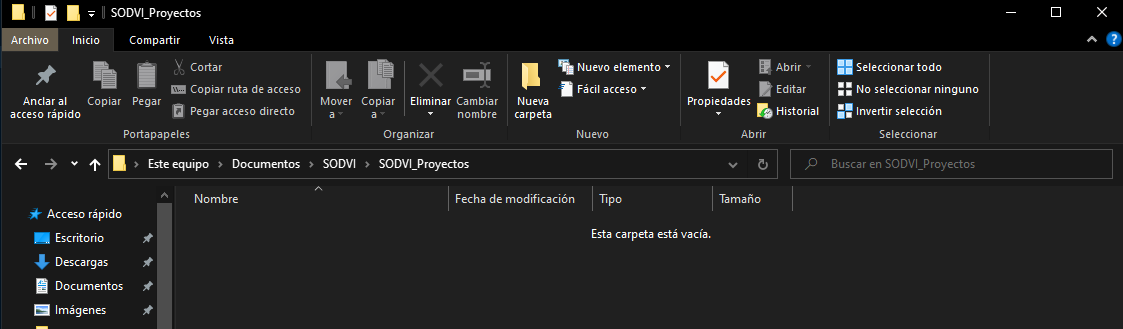 SODVI_Proyectos
Archivo Inicio Compartir Vista
Anclar al acceso rápido
Copiar
Pegar
Cortar
Copiar ruta de acceso
Pegar acceso directo
Portapapeles
Mover a
Copiar a
Eliminar
Cambiar nombre
Organizar
Nueva carpeta
Nuevo elemento
Fácil acceso
Nuevo
Propiedades
Abrir
Editar
Historial
Abrir
Seleccionar todo
No seleccionar ninguno
Invertir selección
Seleccionar
Este equipo > Documentos > SODVI > SODVI_Proyectos
Buscar en SODVI_Proyectos
Nombre Fecha de modificación Tipo Tamaño
Esta carpeta está vacía.
Acceso rápido
Escritorio
Descargas
Documentos
Imágenes